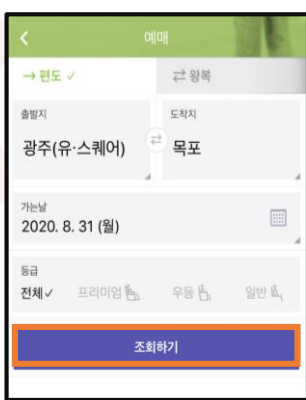 예매
→ 편도 ✓
⇄ 왕복
출발지
광주(유·스퀘어)
도착지
목포
가는날
2020. 8. 31 (월)
등급
전체✓ 프리미엄 우등 일반
조회하기